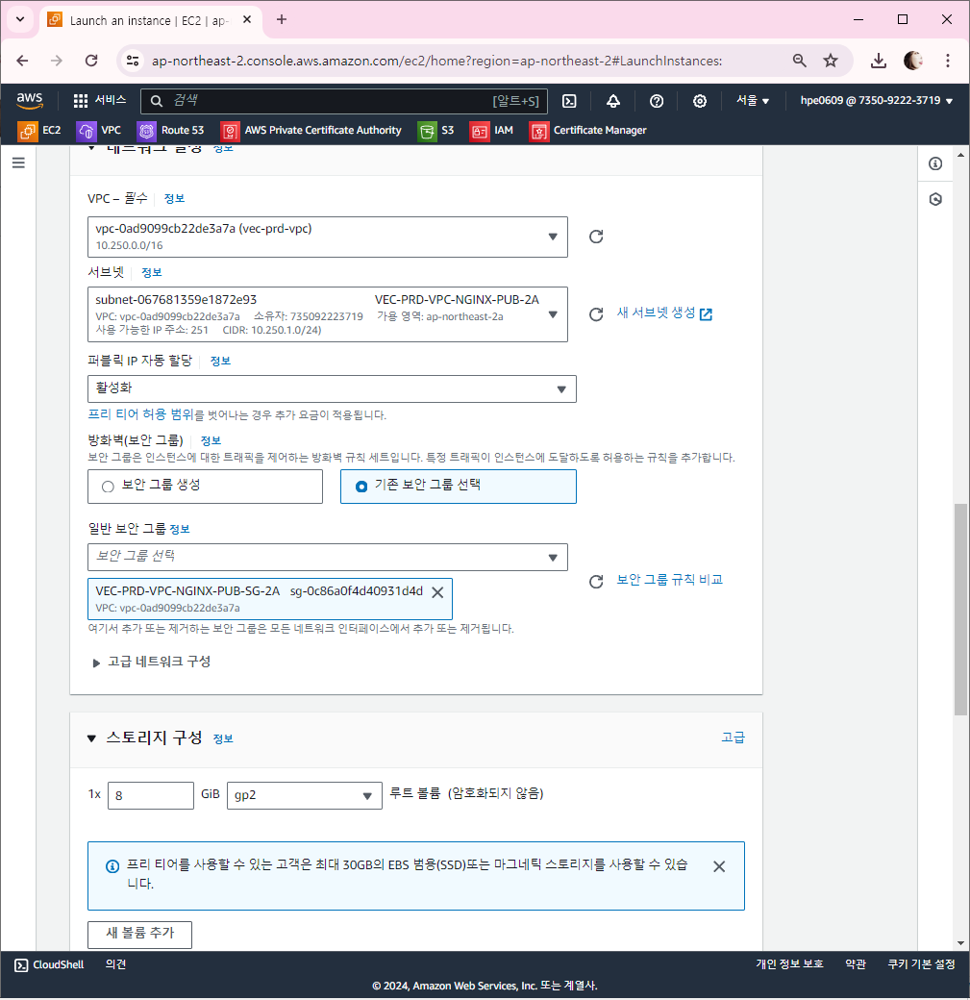 Launch an instance | EC2 | ap-
ap-northeast-2.console.aws.amazon.com/ec2/home?region=ap-northeast-2#LaunchInstances:
aws 서비스 검색 [알트+S] 서울 hpe0609 @ 7350-9222-3719
EC2 VPC Route 53 AWS Private Certificate Authority S3 IAM Certificate Manager
네트워크 설정 정보
VPC – 필수 정보
vpc-0ad9099cb22de3a7a (vec-prd-vpc)
10.250.0.0/16
서브넷 정보
subnet-067681359e1872e93 VEC-PRD-VPC-NGINX-PUB-2A
VPC: vpc-0ad9099cb22de3a7a 소유자: 735092223719 가용 영역: ap-northeast-2a
사용 가능한 IP 주소: 251 CIDR: 10.250.1.0/24)
새 서브넷 생성
퍼블릭 IP 자동 할당 정보
활성화
프리 티어 허용 범위를 벗어나는 경우 추가 요금이 적용됩니다.
방화벽(보안 그룹) 정보
보안 그룹은 인스턴스에 대한 트래픽을 제어하는 방화벽 규칙 세트입니다. 특정 트래픽이 인스턴스에 도달하도록 허용하는 규칙을 추가합니다.
보안 그룹 생성 기존 보안 그룹 선택
일반 보안 그룹 정보
보안 그룹 선택
VEC-PRD-VPC-NGINX-PUB-SG-2A sg-0c86a0f4d40931d4d
VPC: vpc-0ad9099cb22de3a7a
보안 그룹 규칙 비교
여기서 추가 또는 제거하는 보안 그룹은 모든 네트워크 인터페이스에서 추가 또는 제거됩니다.
고급 네트워크 구성
스토리지 구성 정보 고급
1x 8 GiB gp2 루트 볼륨 (암호화되지 않음)
프리 티어를 사용할 수 있는 고객은 최대 30GB의 EBS 범용(SSD)또는 마그네틱 스토리지를 사용할 수 있습
니다.
새 볼륨 추가
CloudShell 의견 개인 정보 보호 약관 쿠키 기본 설정
© 2024, Amazon Web Services, Inc. 또는 계열사.